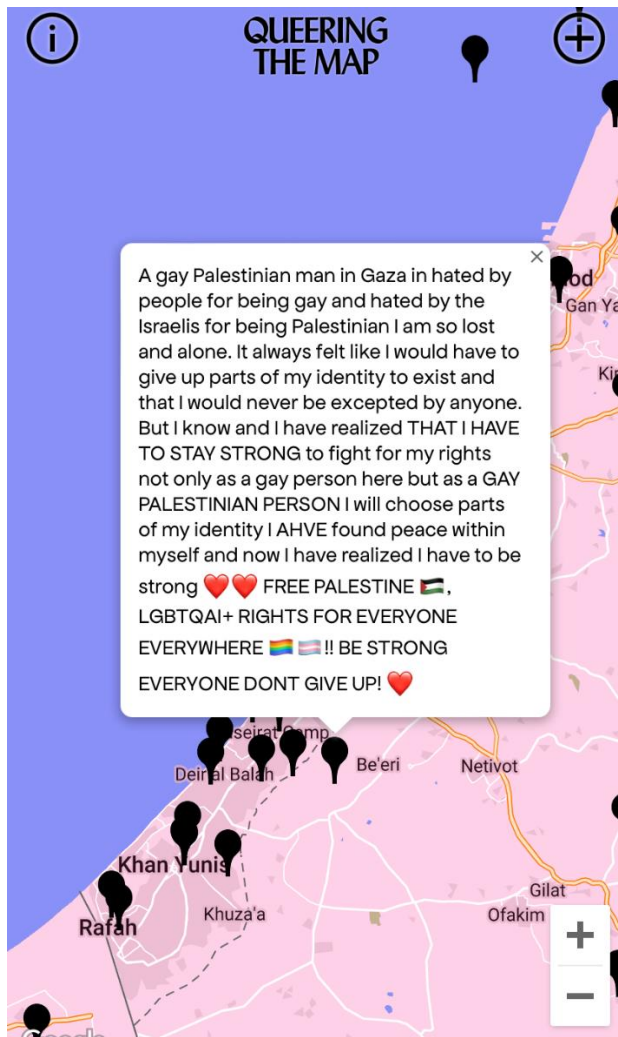 QUEERING
THE MAP
A gay Palestinian man in Gaza in hated by
people for being gay and hated by the
Israelis for being Palestinian I am so lost
and alone. It always felt like I would have to
give up parts of my identity to exist and
that I would never be excepted by anyone.
But I know and I have realized THAT I HAVE
TO STAY STRONG to fight for my rights
not only as a gay person here but as a GAY
PALESTINIAN PERSON I will choose parts
of my identity I AHVE found peace within
myself and now I have realized I have to be
strong ❤️❤️ FREE PALESTINE 🇵🇸,
LGBTQAI+ RIGHTS FOR EVERYONE
EVERYWHERE 🏳️‍🌈🏳️‍⚧️!! BE STRONG
EVERYONE DONT GIVE UP! ❤️
Gan Ya
Camp
Deir al Balah
Be'eri
Netivot
Khan Yunis
Khuza'a
Gilat
Ofakim
Rafah
Google